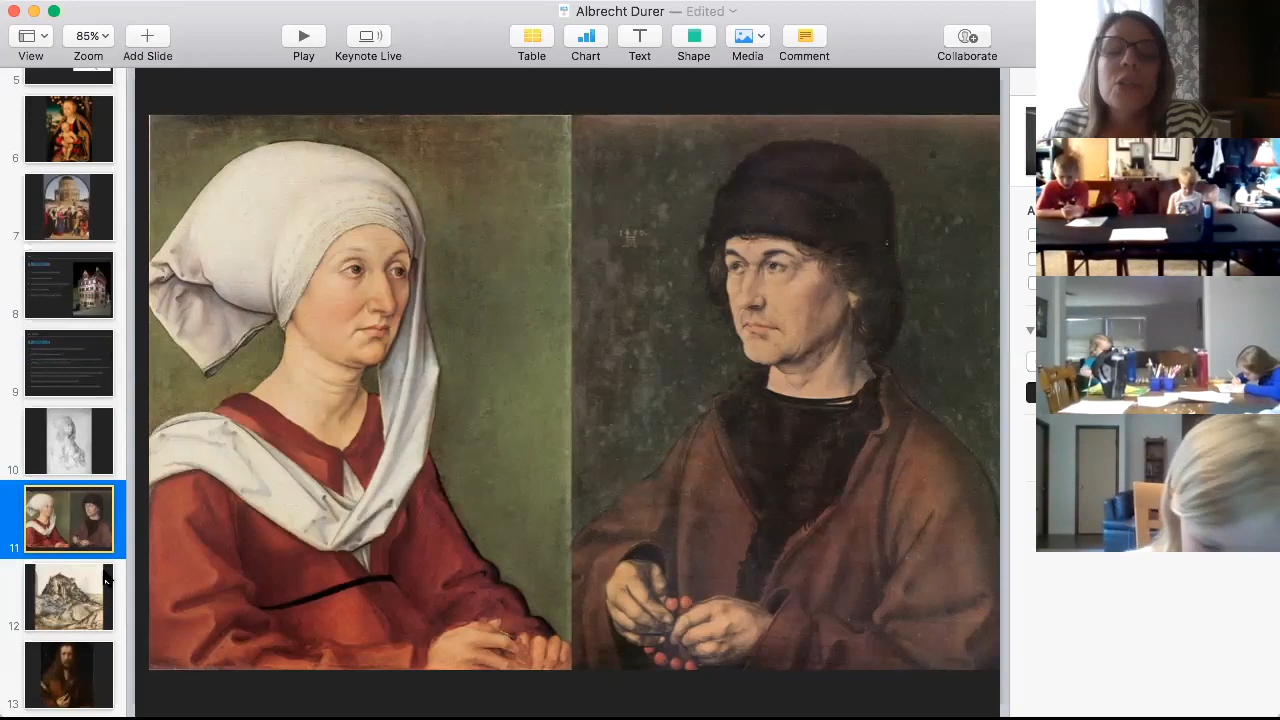 Albrecht Durer — Edited
85%
View
Zoom
Add Slide
Play
Keynote Live
Table
Chart
Text
Shape
Media
Comment
Collaborate
5
6
7
8
9
10
11
12
13